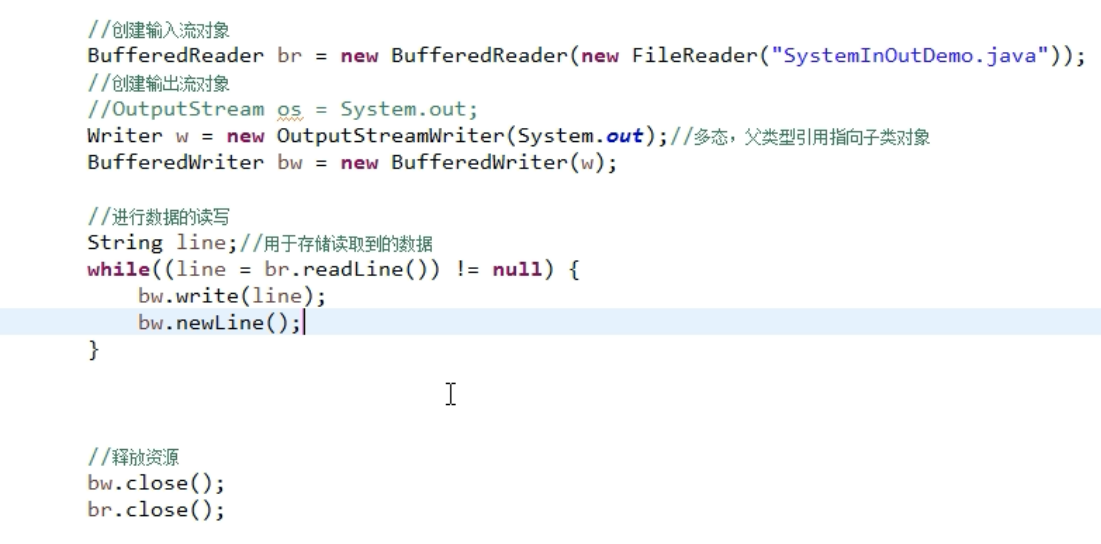 //创建输入流对象
BufferedReader br = new BufferedReader(new FileReader("SystemInOutDemo.java"));
//创建输出流对象
//OutputStream os = System.out;
Writer w = new OutputStreamWriter(System.out);//多态，父类型引用指向子类对象
BufferedWriter bw = new BufferedWriter(w);
//进行数据的读写
String line;//用于存储读取到的数据
while((line = br.readLine()) != null) {
bw.write(line);
bw.newLine();
}
//释放资源
bw.close();
br.close();